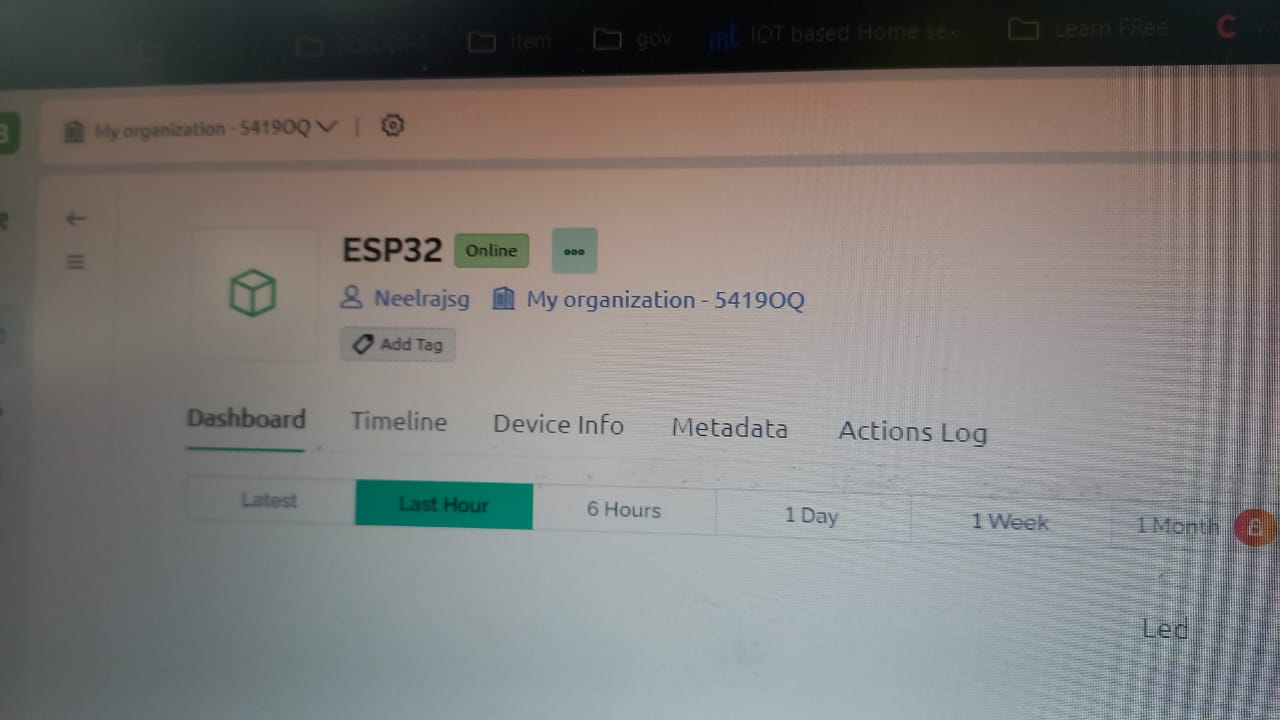 item gov IOT based Home se.. Learn FRee
My organization - 5419OQ
ESP32 Online
Neelrajsg My organization - 5419OQ
Add Tag
Dashboard Timeline Device Info Metadata Actions Log
Latest Last Hour 6 Hours 1 Day 1 Week 1 Month
Led